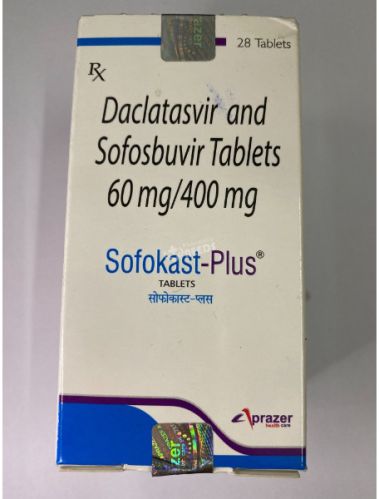 28 Tablets
Rx
Daclatasvir and
Sofosbuvir Tablets
60 mg/400 mg
Sofokast-Plus®
TABLETS
सोफोकास्ट-प्लस
Aprazer
health care